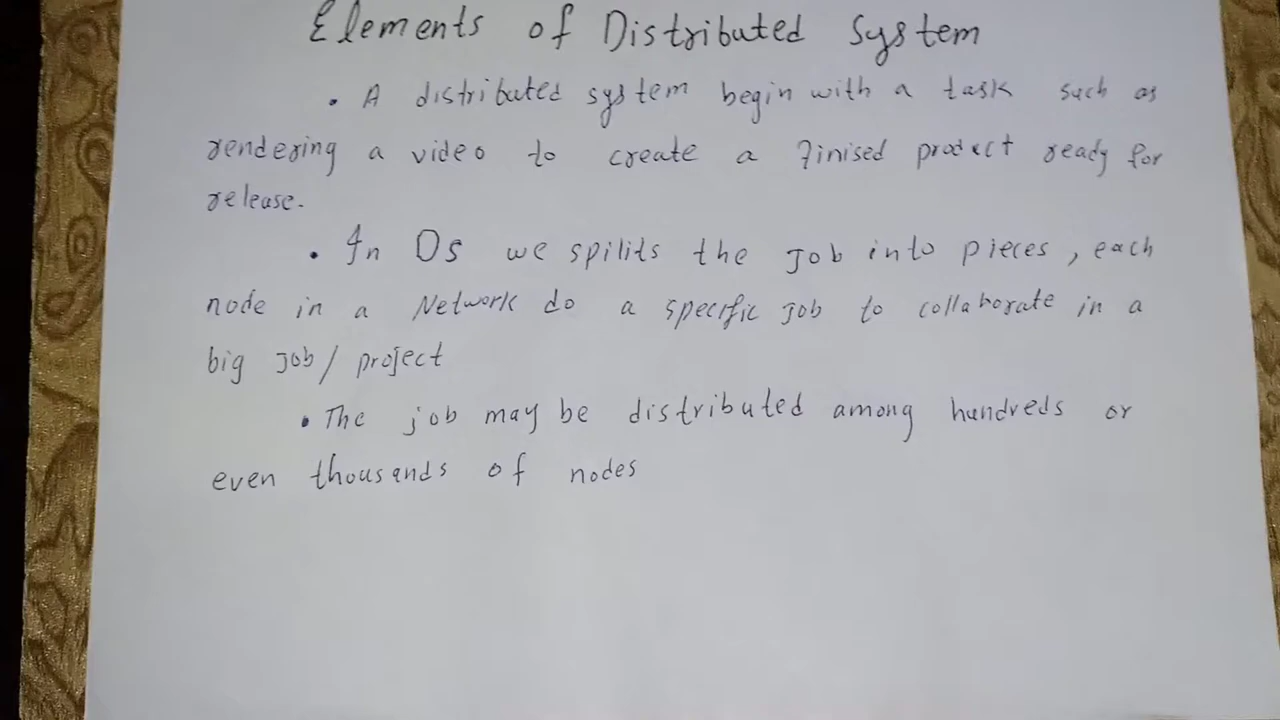 Elements of Distributed System
• A distributed system begin with a task such as
rendering a video to create a finised product ready for
release.
• In Ds we spilits the Job into pieces, each
node in a Network do a specific job to collaborate in a
big Job/ project
• The job may be distributed among hundreds or
even thousands of nodes